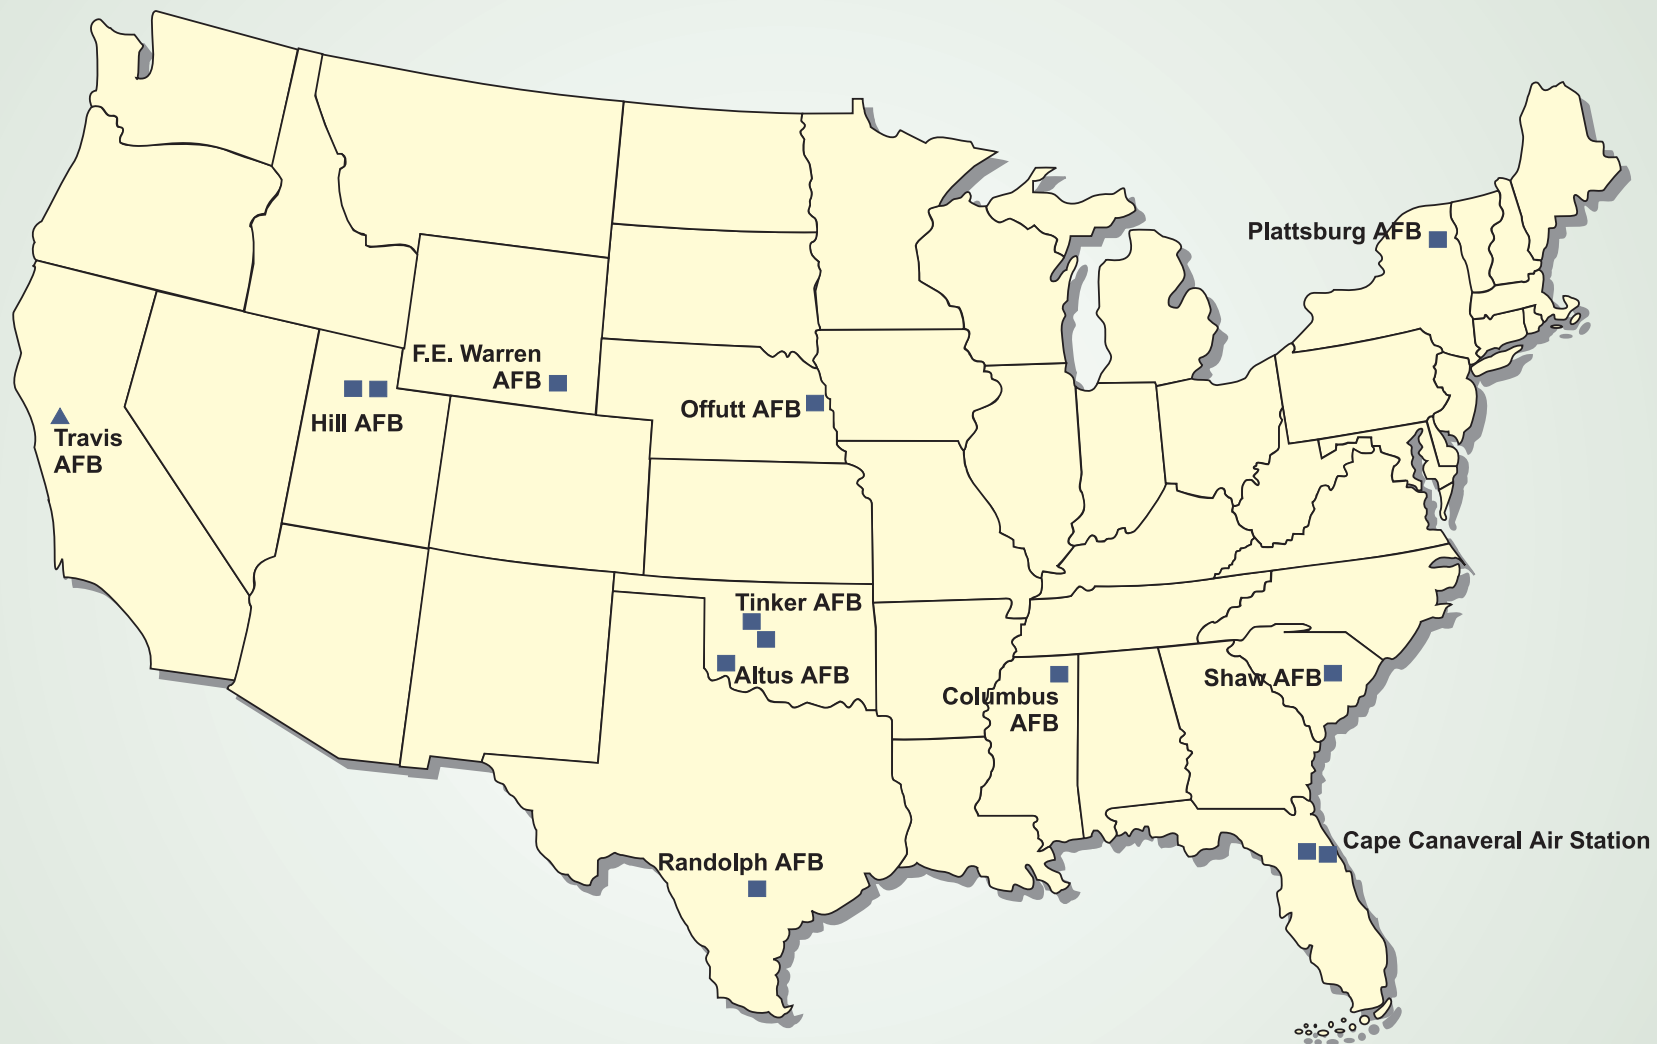 Plattsburg AFB
F.E. Warren
AFB
Offutt AFB
Hill AFB
Travis
AFB
Tinker AFB
Altus AFB
Columbus
AFB
Shaw AFB
Cape Canaveral Air Station
Randolph AFB